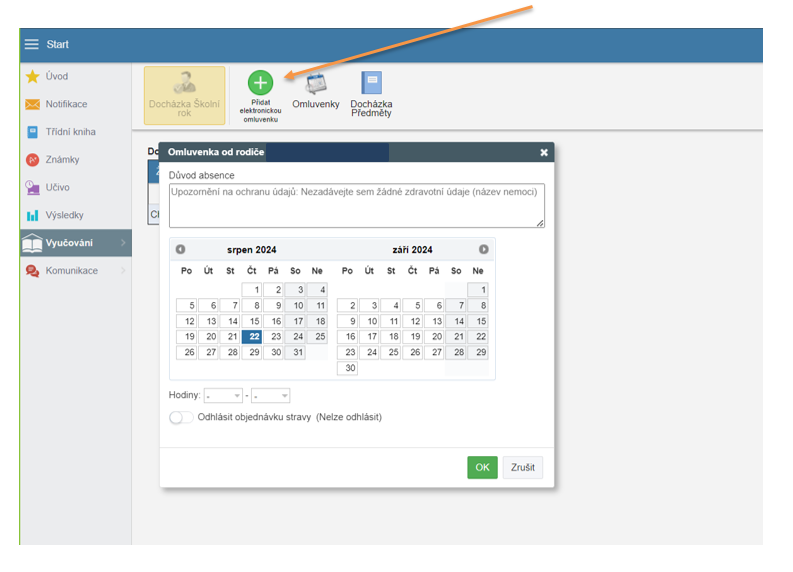 Start
Úvod
Notifikace
Třídní kniha
Známky
Učivo
Výsledky
Vyučování
Komunikace
Docházka Školní
rok
Přidat
elektronickou
omluvenku
Omluvenky
Docházka
Předměty
Omluvenka od rodiče
Důvod absence
Upozornění na ochranu údajů: Nezadávejte sem žádné zdravotní údaje (název nemoci)
srpen 2024
Po Út St Čt Pá So Ne
1 2 3 4
5 6 7 8 9 10 11
12 13 14 15 16 17 18
19 20 21 22 23 24 25
26 27 28 29 30 31
září 2024
Po Út St Čt Pá So Ne
1
2 3 4 5 6 7 8
9 10 11 12 13 14 15
16 17 18 19 20 21 22
23 24 25 26 27 28 29
30
Hodiny: - - -
Odhlásit objednávku stravy (Nelze odhlásit)
OK Zrušit